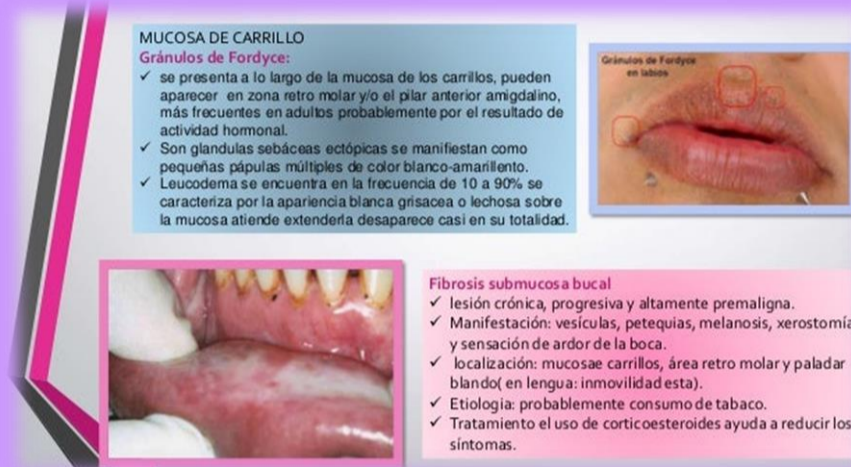 MUCOSA DE CARRILLO
Gránulos de Fordyce:
✓ se presenta a lo largo de la mucosa de los carrillos, pueden
aparecer en zona retro molar y/o el pilar anterior amigdalino,
más frecuentes en adultos probablemente por el resultado de
actividad hormonal.
✓ Son glandulas sebáceas ectópicas se manifiestan como
pequeñas pápulas múltiples de color blanco-amarillento.
✓ Leucodema se encuentra en la frecuencia de 10 a 90% se
caracteriza por la apariencia blanca grisacea o lechosa sobre
la mucosa atiende extenderla desaparece casi en su totalidad.
Gránulos de Fordyce
en labios
Fibrosis submucosa bucal
✓ lesión crónica, progresiva y altamente premaligna.
✓ Manifestación: vesículas, petequias, melanosis, xerostomía
y sensación de ardor de la boca.
✓ localización: mucosae carrillos, área retro molar y paladar
blando( en lengua: inmovilidad esta).
✓ Etiologia: probablemente consumo de tabaco.
✓ Tratamiento el uso de corticoesteroides ayuda a reducir los
síntomas.